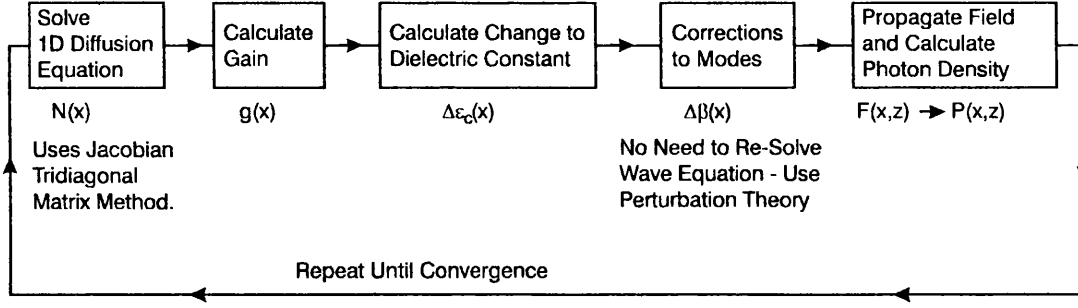 Solve
1D Diffusion
Equation
Calculate
Gain
Calculate Change to
Dielectric Constant
Corrections
to Modes
Propagate Field
and Calculate
Photon Density
N(x)
g(x)
Δε_c(x)
Δβ(x)
F(x,z) → P(x,z)
Uses Jacobian
Tridiagonal
Matrix Method.
No Need to Re-Solve
Wave Equation - Use
Perturbation Theory
Repeat Until Convergence